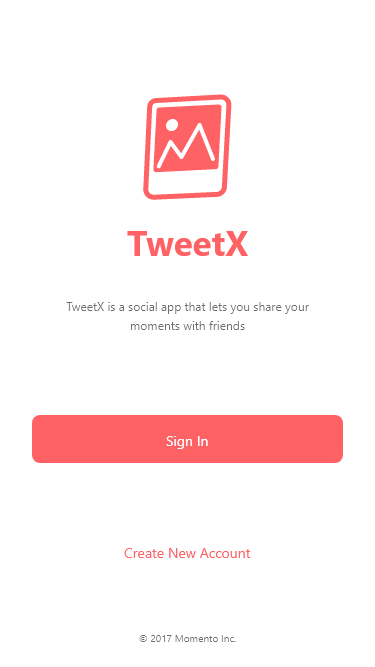 TweetX
TweetX is a social app that lets you share your
moments with friends
Sign In
Create New Account
© 2017 Momento Inc.